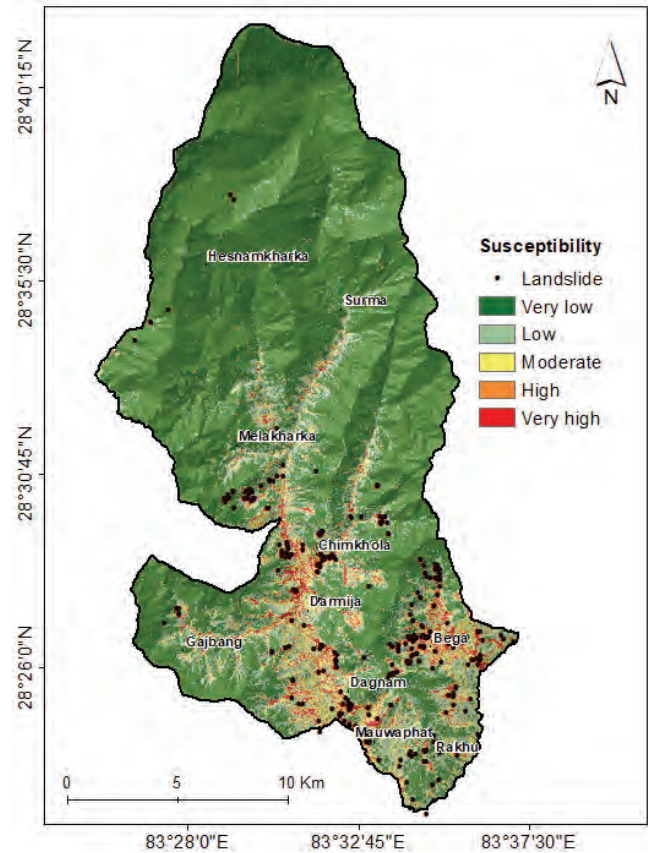 28°40'15"N
N
Hesnamkharka
28°35'30"N
Surma
Susceptibility
Landslide
Very low
Low
Moderate
High
Very high
Melakharka
28°30'45"N
Chimkhola
Darmija
Gajbang
Bega
28°26'0"N
Dagnam
Mauwaphat
Rakhu
0 5 10 Km
83°28'0"E 83°32'45"E 83°37'30"E